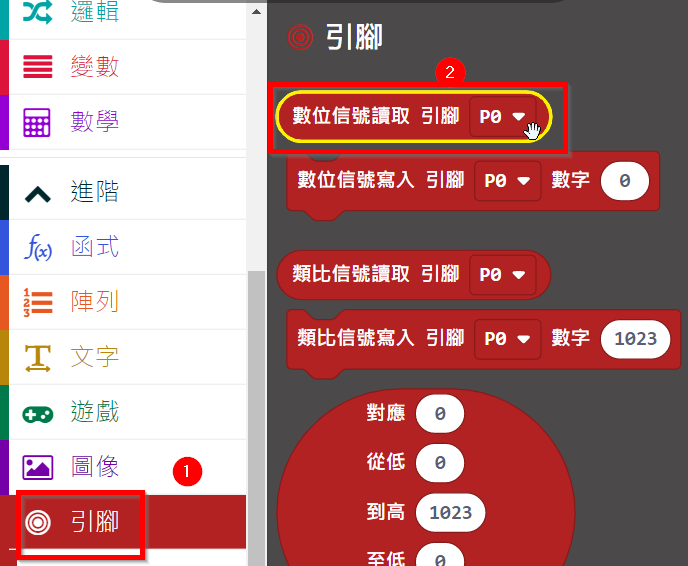 邏輯
變數
數學
進階
f(x) 函式
1
2
3 陣列
T 文字
遊戲
圖像
1
引腳
引腳
2
數位信號讀取 引腳 P0
數位信號寫入 引腳 P0 數字 0
類比信號讀取 引腳 P0
類比信號寫入 引腳 P0 數字 1023
對應 0
從低 0
到高 1023
至低 0